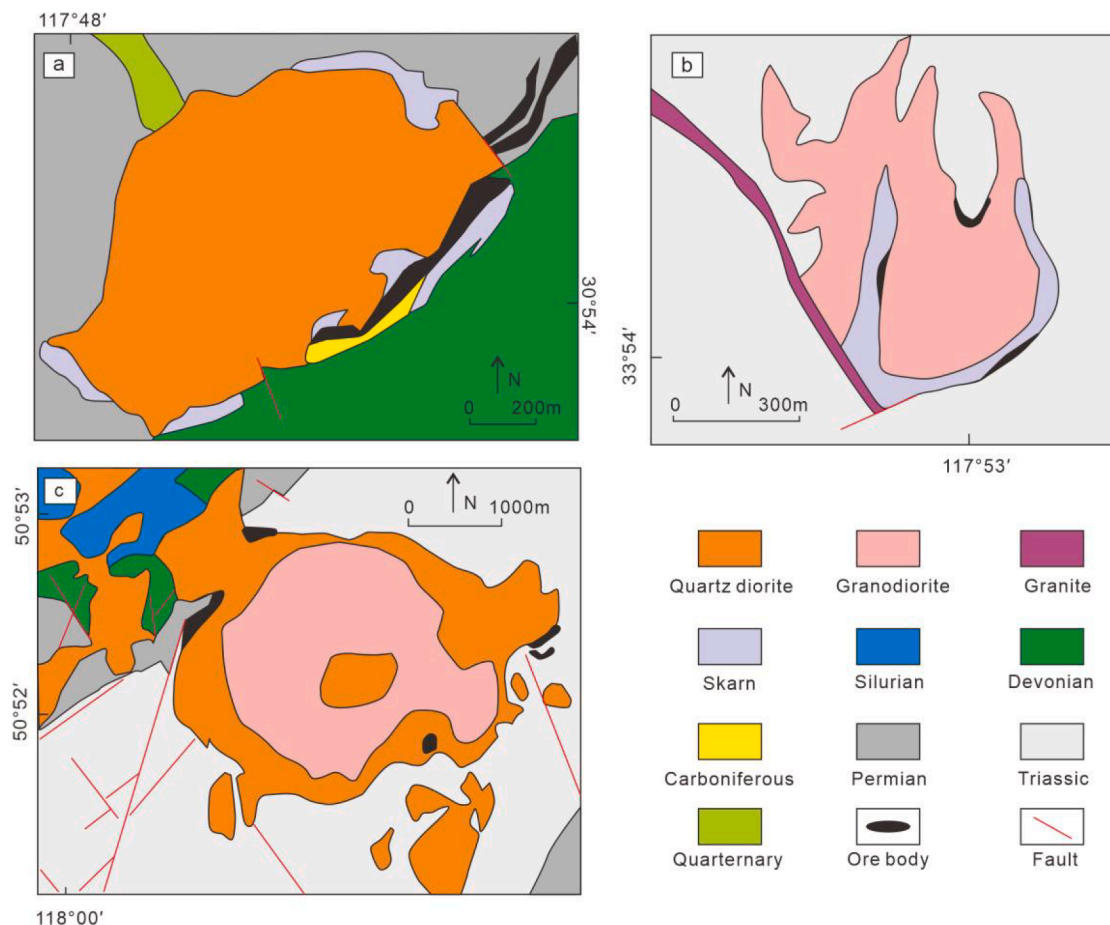 117°48′
a
30°54′
N
0 200m
b
33°54′
N
0 300m
117°53′
c
N
0 1000m
50°53′
50°52′
118°00′
Quartz diorite Granodiorite Granite
Skarn Silurian Devonian
Carboniferous Permian Triassic
Quarternary Ore body Fault